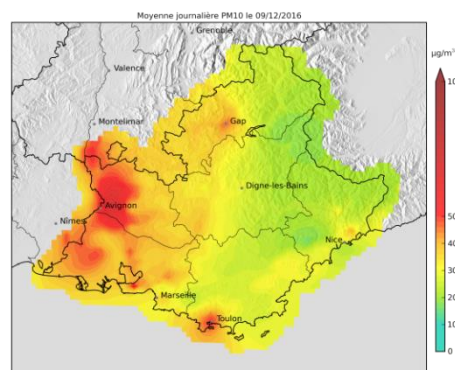 Moyenne journalière PM10 le 09/12/2016
Grenoble
µg/m³
Valence
10
Montelimar
Gap
Digne-les-Bains
Avignon
50
Nîmes
40
Nice
30
20
Marseille
10
Toulon
0